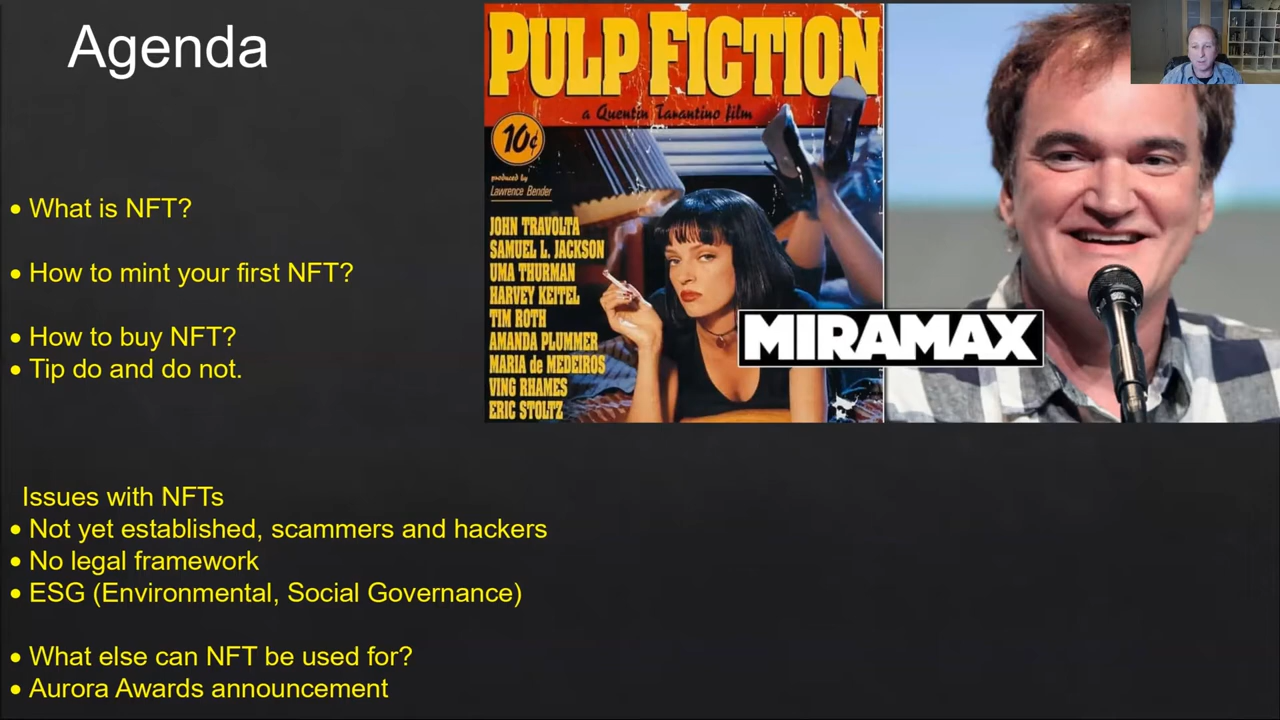 Agenda
• What is NFT?
• How to mint your first NFT?
• How to buy NFT?
• Tip do and do not.
Issues with NFTs
• Not yet established, scammers and hackers
• No legal framework
• ESG (Environmental, Social Governance)
• What else can NFT be used for?
• Aurora Awards announcement
PULP FICTION
a Quentin Tarantino film
10¢
produced by
Lawrence Bender
JOHN TRAVOLTA
SAMUEL L. JACKSON
UMA THURMAN
HARVEY KEITEL
TIM ROTH
AMANDA PLUMMER
MARIA de MEDEIROS
VING RHAMES
ERIC STOLTZ
MIRAMAX